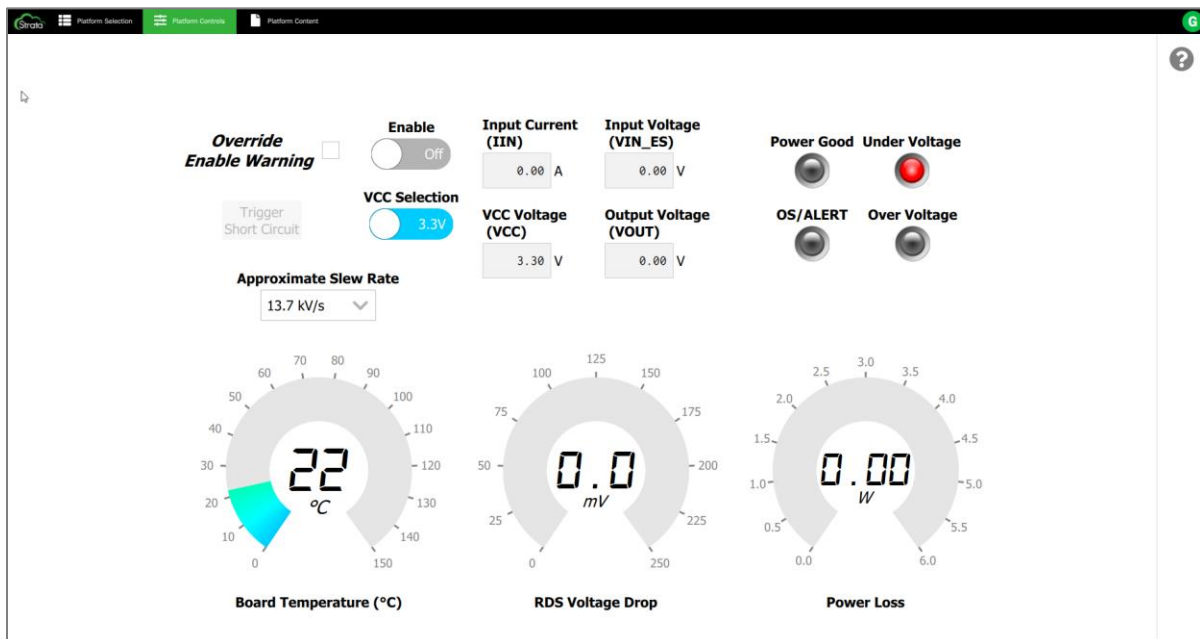 Strata
Platform Selection
Platform Controls
Platform Content
G
?
Override
Enable Warning
Enable
Off
Input Current
(IIN)
0.00 A
Input Voltage
(VIN_ES)
0.00 V
Power Good
Under Voltage
Trigger
Short Circuit
VCC Selection
3.3V
VCC Voltage
(VCC)
3.30 V
Output Voltage
(VOUT)
0.00 V
OS/ALERT
Over Voltage
Approximate Slew Rate
13.7 kV/s
0
10
20
30
40
50
60
70
80
90
100
110
120
130
140
150
22
°C
Board Temperature (°C)
0
25
50
75
100
125
150
175
200
225
250
0.0
mV
RDS Voltage Drop
0.0
0.5
1.0
1.5
2.0
2.5
3.0
3.5
4.0
4.5
5.0
5.5
6.0
0.00
W
Power Loss